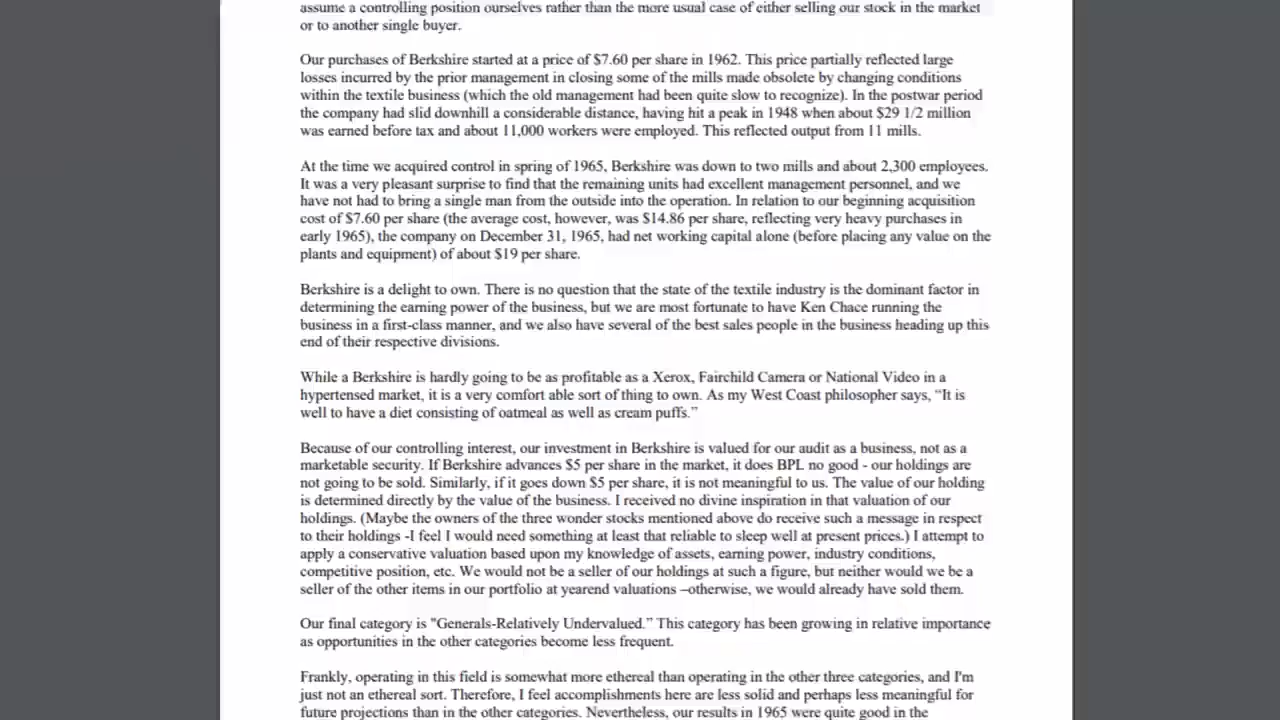 assume a controlling position ourselves rather than the more usual case of either selling our stock in the market
or to another single buyer.
Our purchases of Berkshire started at a price of $7.60 per share in 1962. This price partially reflected large
losses incurred by the prior management in closing some of the mills made obsolete by changing conditions
within the textile business (which the old management had been quite slow to recognize). In the postwar period
the company had slid downhill a considerable distance, having hit a peak in 1948 when about $29 1/2 million
was earned before tax and about 11,000 workers were employed. This reflected output from 11 mills.
At the time we acquired control in spring of 1965, Berkshire was down to two mills and about 2,300 employees.
It was a very pleasant surprise to find that the remaining units had excellent management personnel, and we
have not had to bring a single man from the outside into the operation. In relation to our beginning acquisition
cost of $7.60 per share (the average cost, however, was $14.86 per share, reflecting very heavy purchases in
early 1965), the company on December 31, 1965, had net working capital alone (before placing any value on the
plants and equipment) of about $19 per share.
Berkshire is a delight to own. There is no question that the state of the textile industry is the dominant factor in
determining the earning power of the business, but we are most fortunate to have Ken Chace running the
business in a first-class manner, and we also have several of the best sales people in the business heading up this
end of their respective divisions.
While a Berkshire is hardly going to be as profitable as a Xerox, Fairchild Camera or National Video in a
hypertensed market, it is a very comfort able sort of thing to own. As my West Coast philosopher says, “It is
well to have a diet consisting of oatmeal as well as cream puffs.”
Because of our controlling interest, our investment in Berkshire is valued for our audit as a business, not as a
marketable security. If Berkshire advances $5 per share in the market, it does BPL no good - our holdings are
not going to be sold. Similarly, if it goes down $5 per share, it is not meaningful to us. The value of our holding
is determined directly by the value of the business. I received no divine inspiration in that valuation of our
holdings. (Maybe the owners of the three wonder stocks mentioned above do receive such a message in respect
to their holdings -I feel I would need something at least that reliable to sleep well at present prices.) I attempt to
apply a conservative valuation based upon my knowledge of assets, earning power, industry conditions,
competitive position, etc. We would not be a seller of our holdings at such a figure, but neither would we be a
seller of the other items in our portfolio at yearend valuations –otherwise, we would already have sold them.
Our final category is "Generals-Relatively Undervalued.” This category has been growing in relative importance
as opportunities in the other categories become less frequent.
Frankly, operating in this field is somewhat more ethereal than operating in the other three categories, and I'm
just not an ethereal sort. Therefore, I feel accomplishments here are less solid and perhaps less meaningful for
future projections than in the other categories. Nevertheless, our results in 1965 were quite good in the